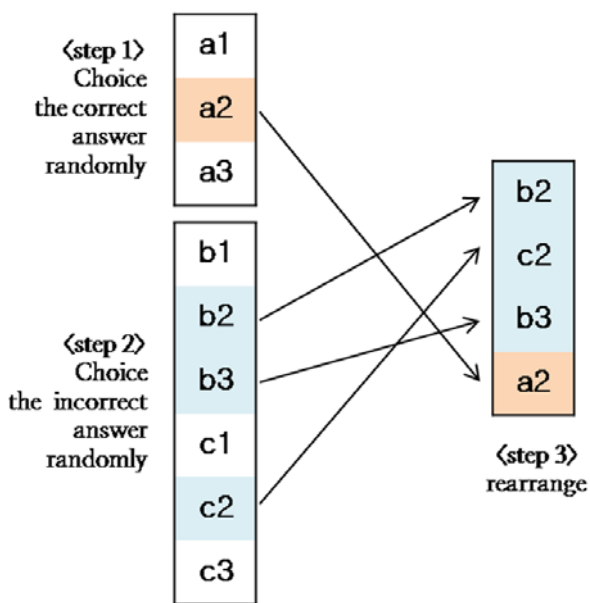 〈step 1〉
Choice
the correct
answer
randomly
a1
a2
a3
〈step 2〉
Choice
the incorrect
answer
randomly
b1
b2
b3
c1
c2
c3
b2
c2
b3
a2
〈step 3〉
rearrange